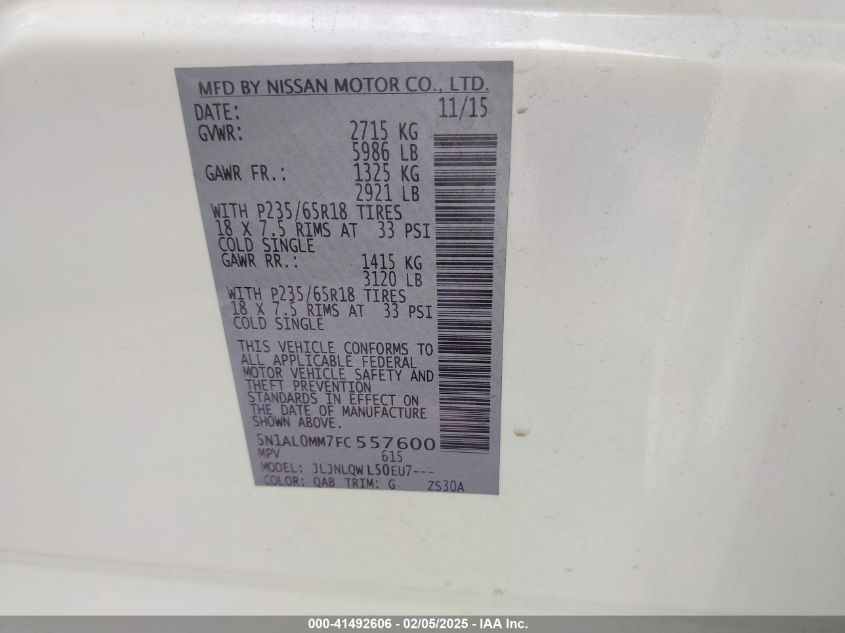 MFD BY NISSAN MOTOR CO., LTD.
DATE: 11/15
GVWR: 2715 KG
5986 LB
GAWR FR.: 1325 KG
2921 LB
WITH P235/65R18 TIRES
18 X 7.5 RIMS AT 33 PSI
COLD SINGLE
GAWR RR.: 1415 KG
3120 LB
WITH P235/65R18 TIRES
18 X 7.5 RIMS AT 33 PSI
COLD SINGLE
THIS VEHICLE CONFORMS TO
ALL APPLICABLE FEDERAL
MOTOR VEHICLE SAFETY AND
THEFT PREVENTION
STANDARDS IN EFFECT ON
THE DATE OF MANUFACTURE
SHOWN ABOVE.
5N1AL0MM7FC557600
MPV 615
MODEL: JLJNLQWL50EU7---
COLOR: QAB TRIM: G ZS30A
000-41492606 - 02/05/2025 - IAA Inc.